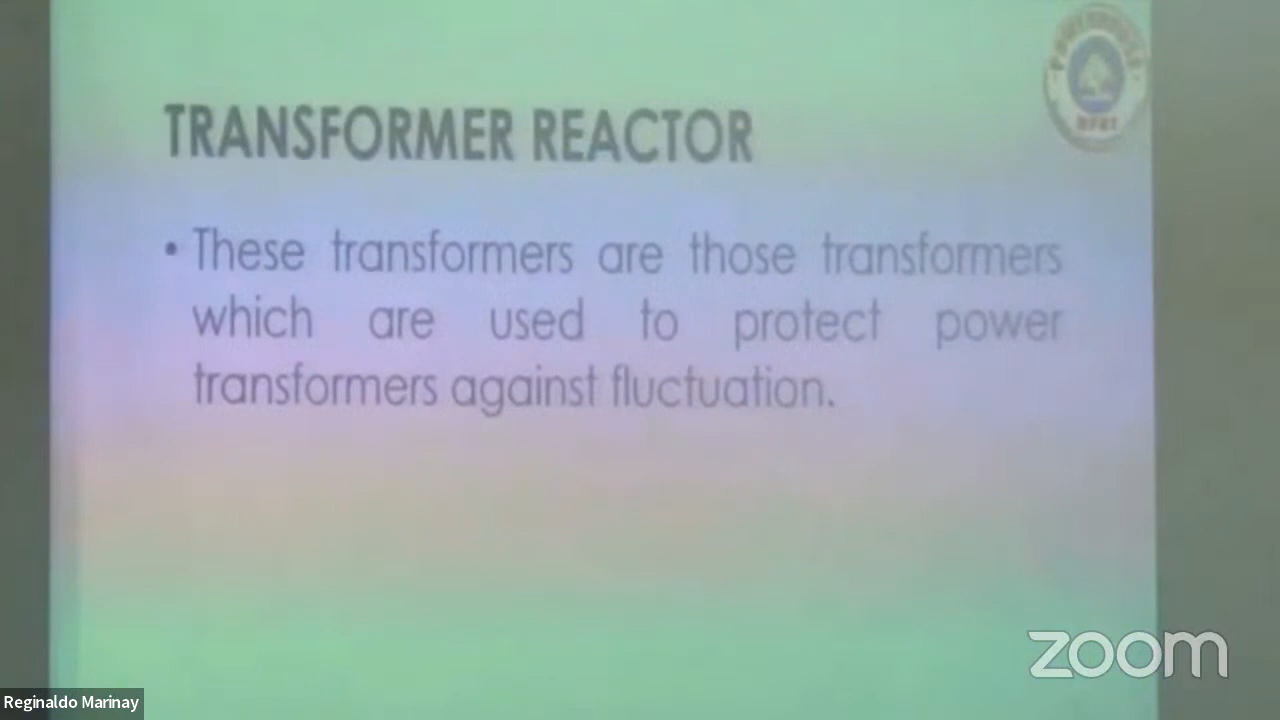 TRANSFORMER REACTOR
• These transformers are those transformers
which are used to protect power
transformers against fluctuation.
zoom
Reginaldo Marinay